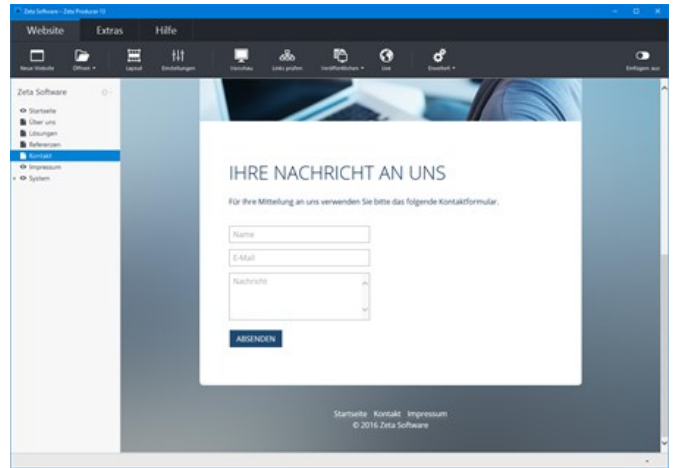 Zeta Software - Zeta Producer 13
Website Extras Hilfe
Neue Website Öffnen Layout Einstellungen Vorschau Links prüfen Veröffentlichen Live Erweitert Einfügen aus
Zeta Software
Startseite
Über uns
Lösungen
Referenzen
Kontakt
Impressum
System
IHRE NACHRICHT AN UNS
Für Ihre Mitteilung an uns verwenden Sie bitte das folgende Kontaktformular.
Name
E-Mail
Nachricht
ABSENDEN
Startseite Kontakt Impressum
© 2016 Zeta Software